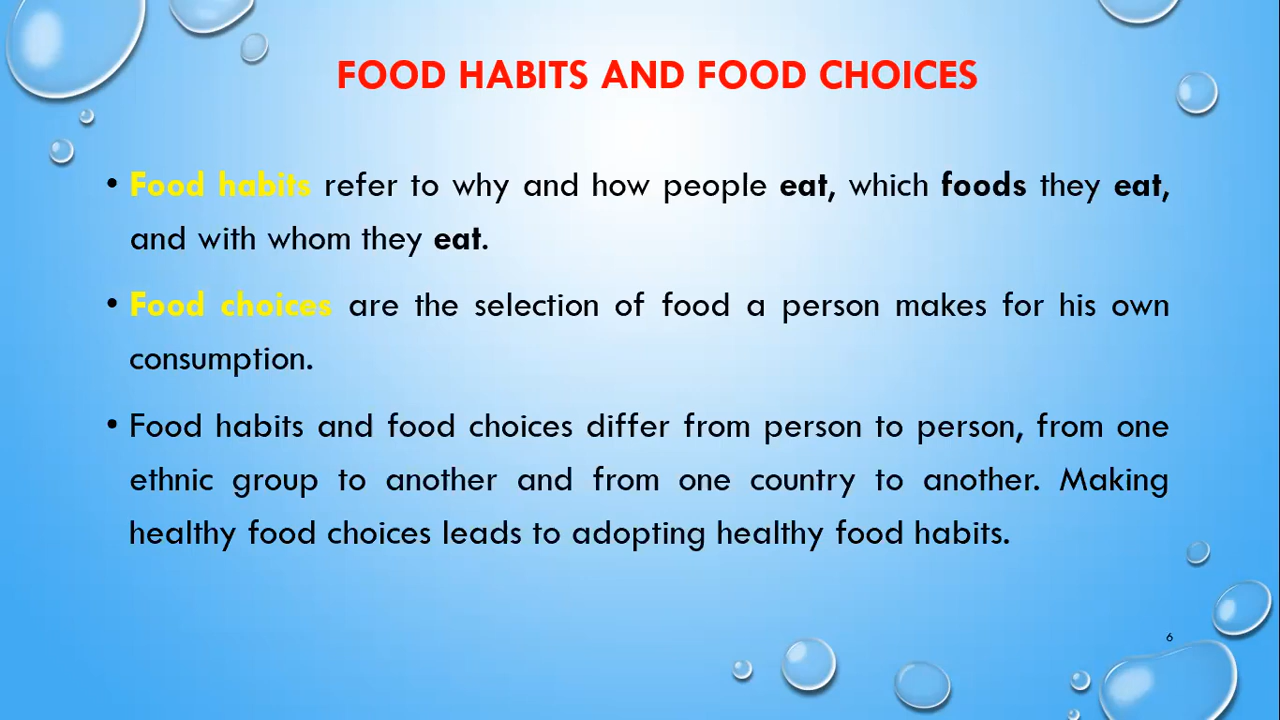 FOOD HABITS AND FOOD CHOICES
• Food habits refer to why and how people eat, which foods they eat,
and with whom they eat.
• Food choices are the selection of food a person makes for his own
consumption.
• Food habits and food choices differ from person to person, from one
ethnic group to another and from one country to another. Making
healthy food choices leads to adopting healthy food habits.
6